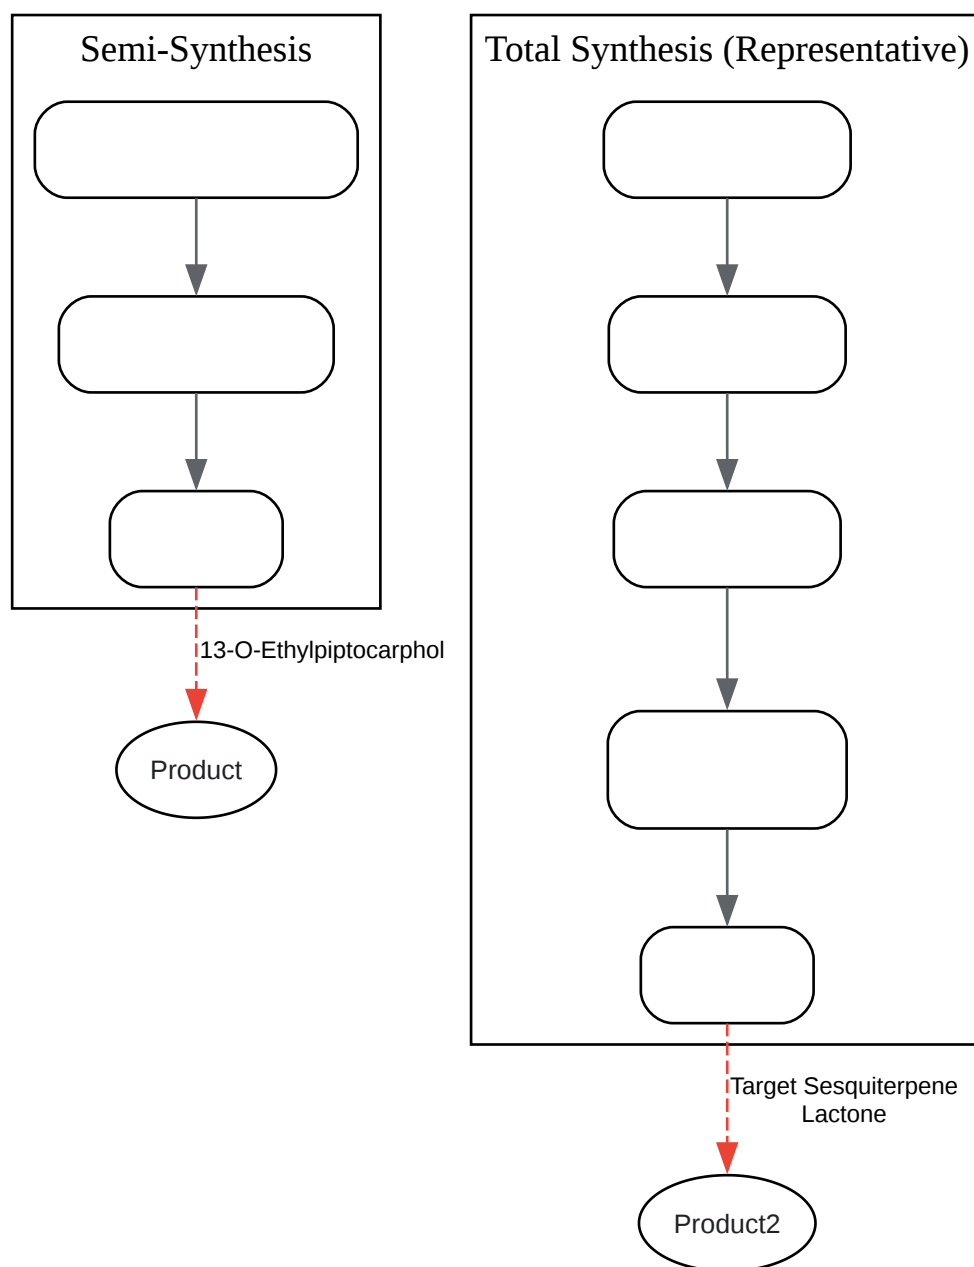 Semi-Synthesis
13-O-Ethylpiptocarphol
Product
Total Synthesis (Representative)
Target Sesquiterpene
Lactone
Product2